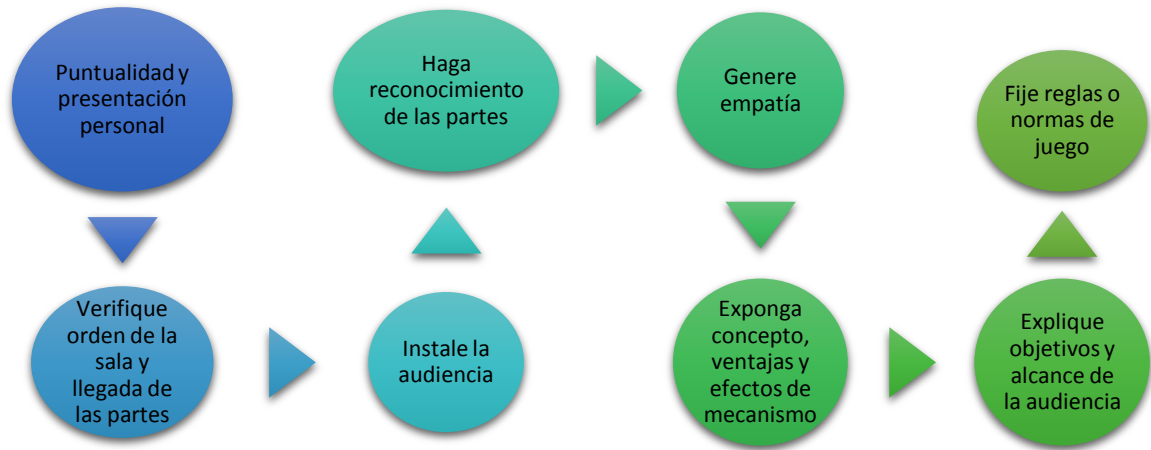 Puntualidad y
presentación
personal
Verifique
orden de la
sala y
llegada de
las partes
Instale la
audiencia
Haga
reconocimiento
de las partes
Genere
empatía
Exponga
concepto,
ventajas y
efectos de
mecanismo
Explique
objetivos y
alcance de
la audiencia
Fije reglas o
normas de
juego